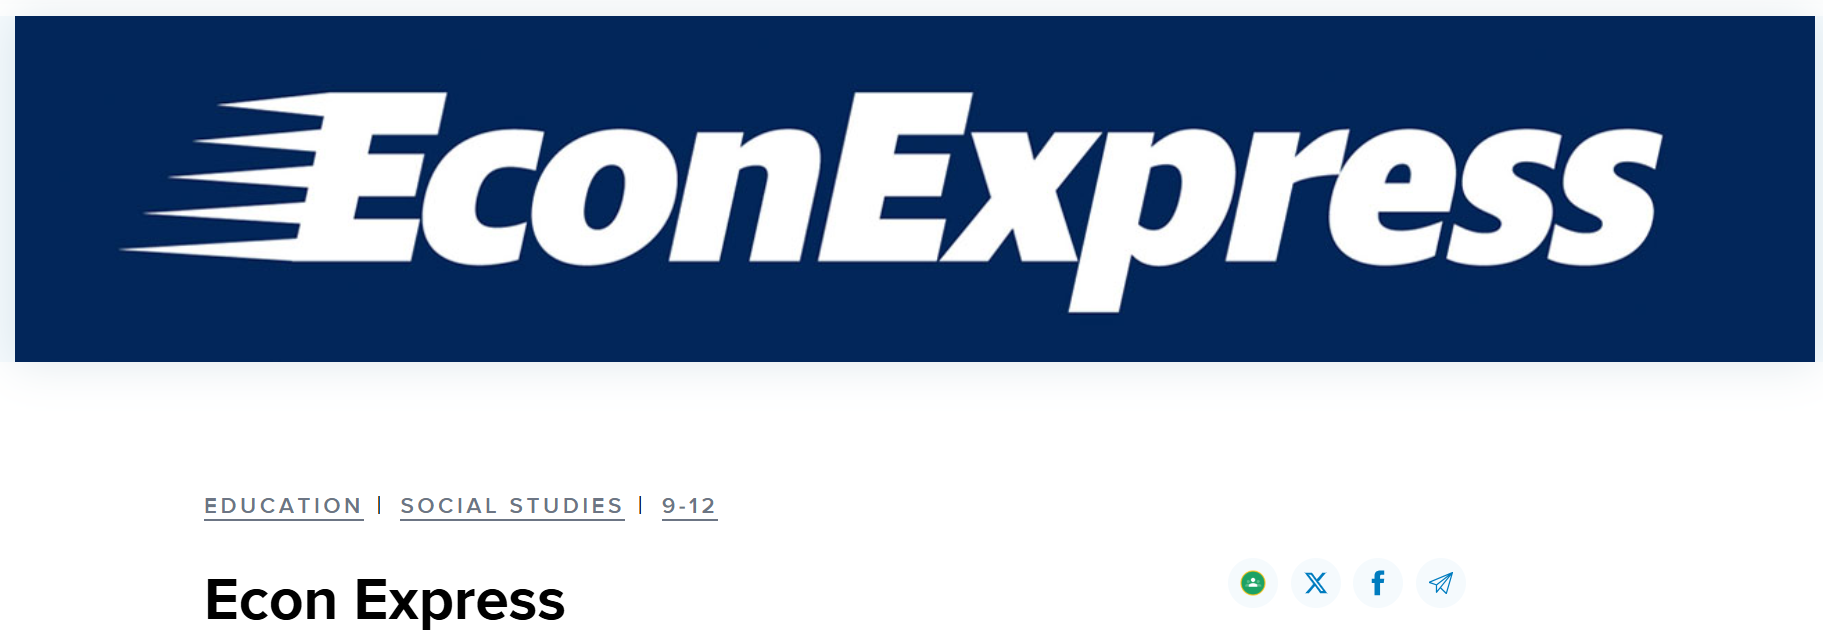 EconExpress
EDUCATION | SOCIAL STUDIES | 9-12
Econ Express